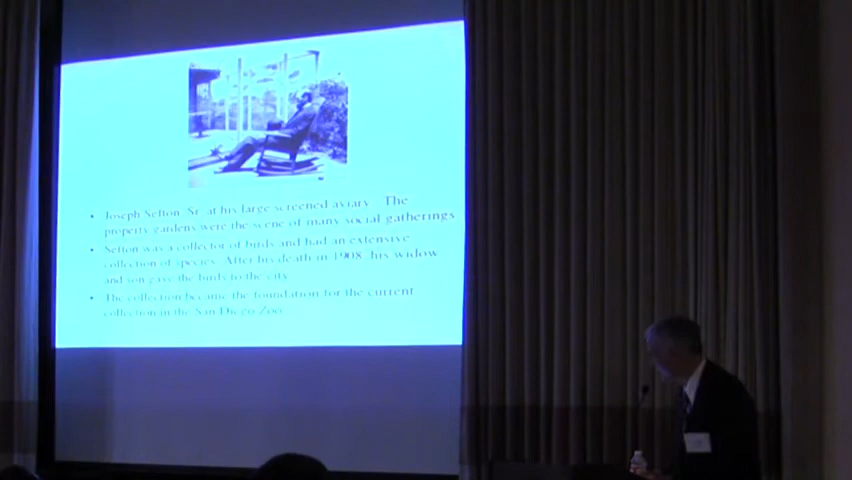 • Joseph Sefton, Sr. at his large screened aviary. The
property gardens were the scene of many social gatherings
• Sefton was a collector of birds and had an extensive
collection of species. After his death in 1908, his widow
and son gave the birds to the city.
• The collection became the foundation for the current
collection in the San Diego Zoo.